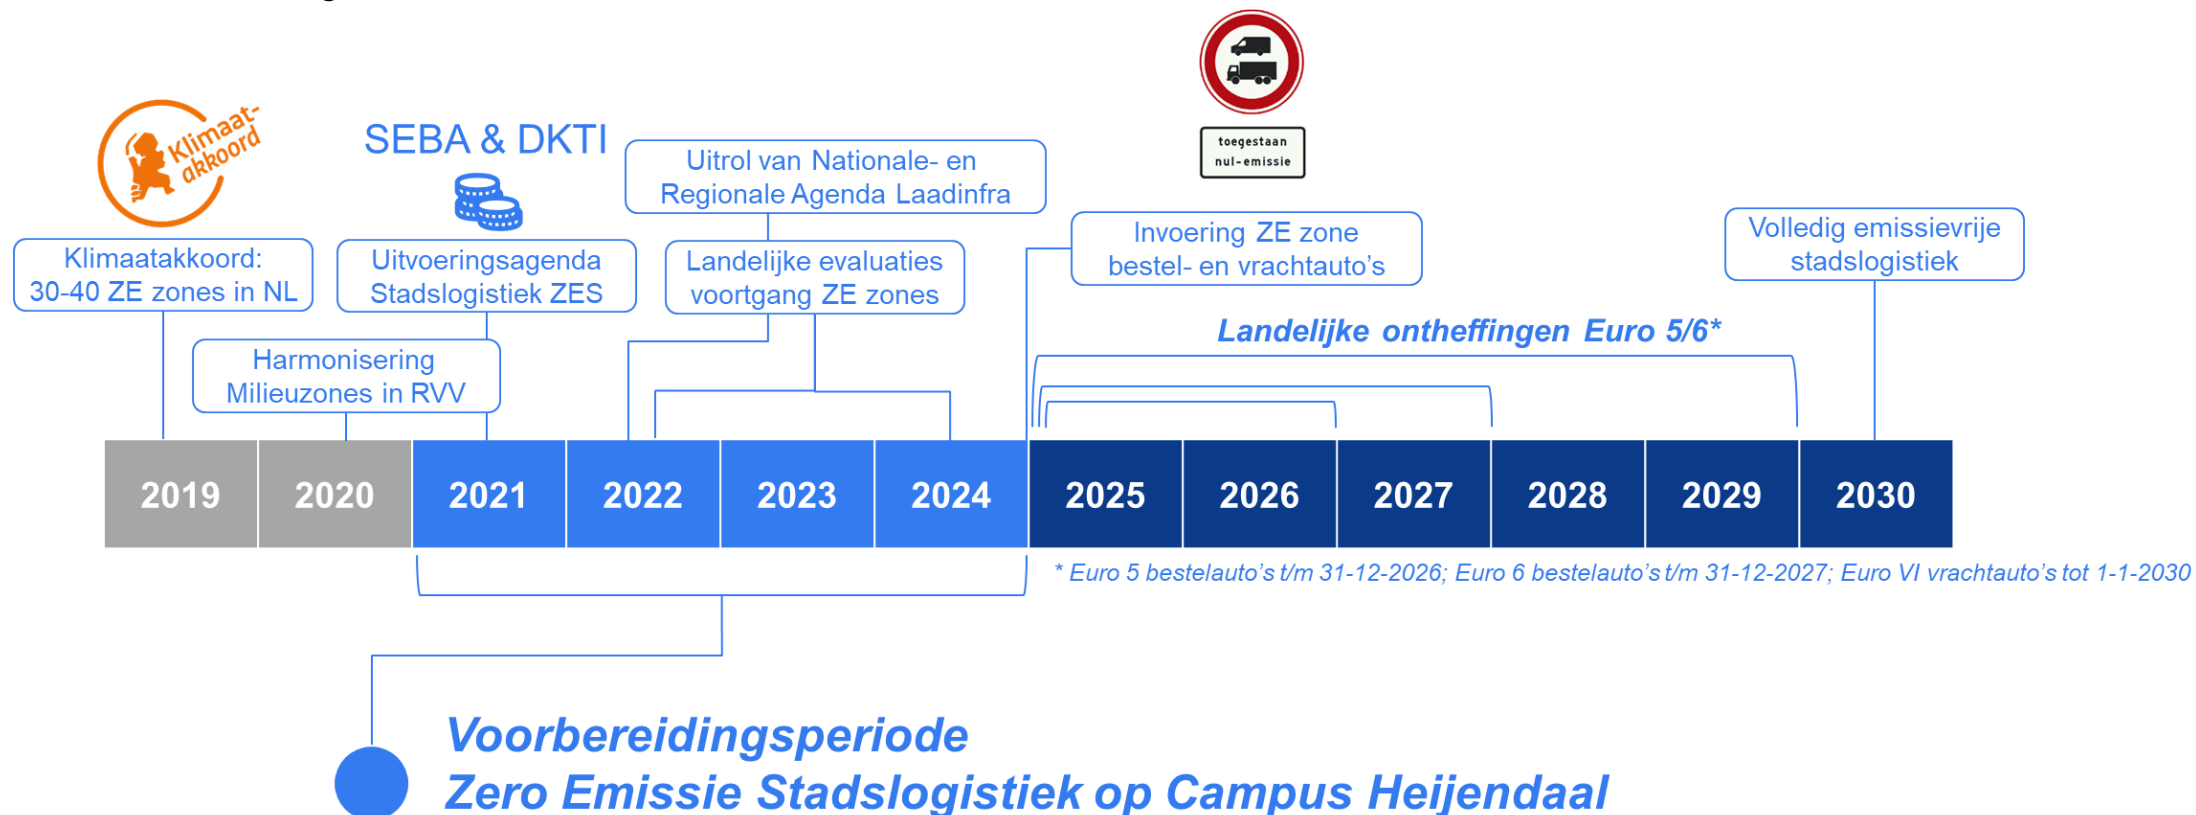 Klimaat-
akkoord
SEBA & DKTI
Uitrol van Nationale- en
Regionale Agenda Laadinfra
toegestaan
nul-emissie
Klimaatakkoord:
30-40 ZE zones in NL
Uitvoeringsagenda
Stadslogistiek ZES
Landelijke evaluaties
voortgang ZE zones
Invoering ZE zone
bestel- en vrachtauto's
Volledig emissievrije
stadslogistiek
Harmonisering
Milieuzones in RVV
Landelijke ontheffingen Euro 5/6*
2019 2020 2021 2022 2023 2024 2025 2026 2027 2028 2029 2030
* Euro 5 bestelauto's t/m 31-12-2026; Euro 6 bestelauto's t/m 31-12-2027; Euro VI vrachtauto's tot 1-1-2030
Voorbereidingsperiode
Zero Emissie Stadslogistiek op Campus Heijendaal